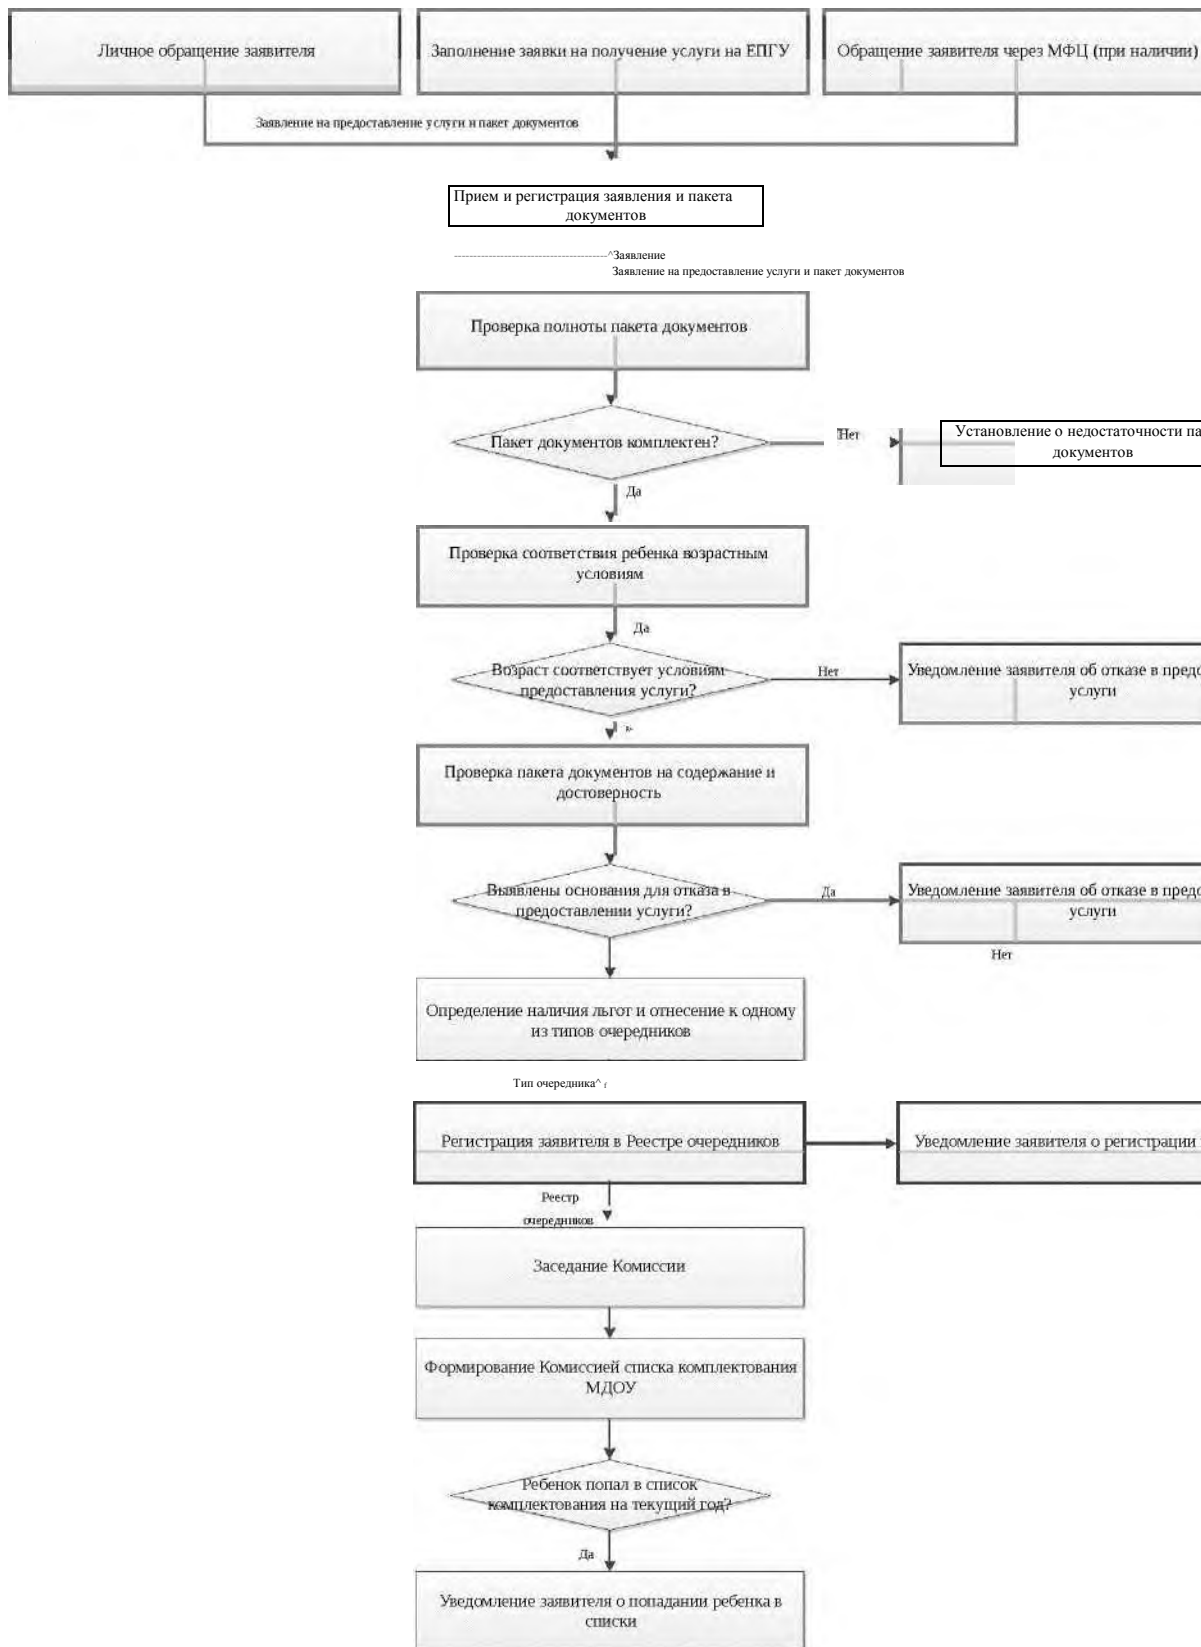 Личное обращение заявителя
Заполнение заявки на получение услуги на ЕПГУ
Обращение заявителя через МФЦ (при наличии)
Заявление на предоставление услуги и пакет документов
Прием и регистрация заявления и пакета
документов
^Заявление
Заявление на предоставление услуги и пакет документов
Проверка полноты пакета документов
Пакет документов комплектен?
Нет
Установление о недостаточности па
документов
Да
Проверка соответствия ребенка возрастным
условиям
Да
Возраст соответствует условиям
предоставления услуги?
Нет
Уведомление заявителя об отказе в предо
услуги
Проверка пакета документов на содержание и
достоверность
Выявлены основания для отказа в
предоставлении услуги?
Да
Уведомление заявителя об отказе в предо
услуги
Нет
Определение наличия льгот и отнесение к одному
из типов очередников
Тип очередника^
Регистрация заявителя в Реестре очередников
Уведомление заявителя о регистрации
Реестр
очередников
Заседание Комиссии
Формирование Комиссией списка комплектования
МДОУ
Ребенок попал в список
комплектования на текущий год?
Да
Уведомление заявителя о попадании ребенка в
списки